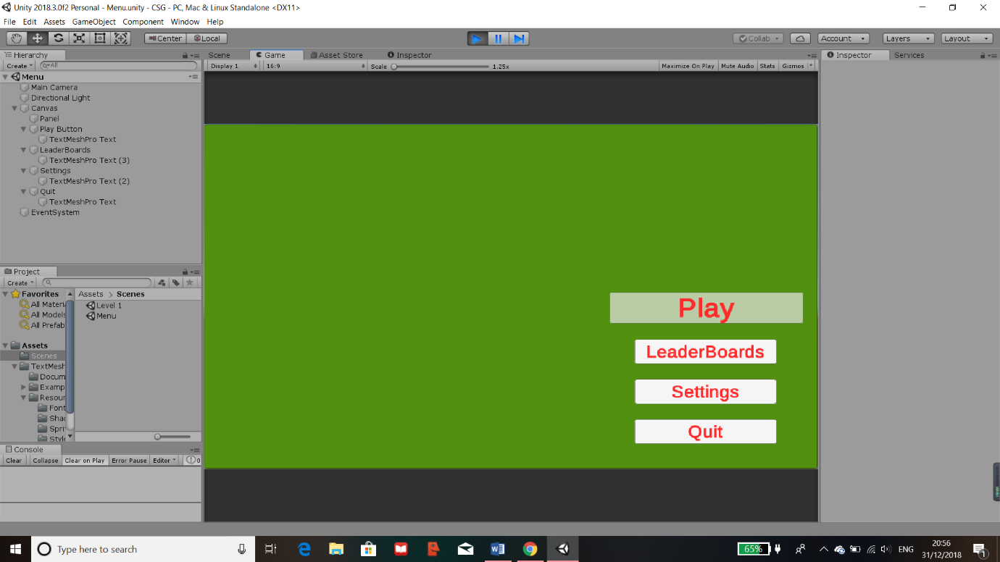 Unity 2018.3.0f2 Personal - Menu.unity - CSG - PC, Mac & Linux Standalone <DX11>
File Edit Assets GameObject Component Window Help
Center Local Collab Account Layers Layout
Hierarchy Scene Game Asset Store Inspector Inspector Services
Create All Display 1 16:9 Scale 1.25x Maximize On Play Mute Audio Stats Gizmos
Menu
Main Camera
Directional Light
Canvas
Panel
Play Button
TextMeshPro Text
LeaderBoards
TextMeshPro Text (3)
Settings
TextMeshPro Text (2)
Quit
TextMeshPro Text
EventSystem
Play
LeaderBoards
Settings
Quit
Project
Create
Favorites
All Materi
All Models
All Prefab
Assets
Scenes
TextMesh
Docum
Examp
Resour
Font
Shac
Sprit
Style
Assets > Scenes
Level 1
Menu
Console
Clear Collapse Clear on Play Error Pause Editor 0
Type here to search
65% ENG 20:56
31/12/2018 1